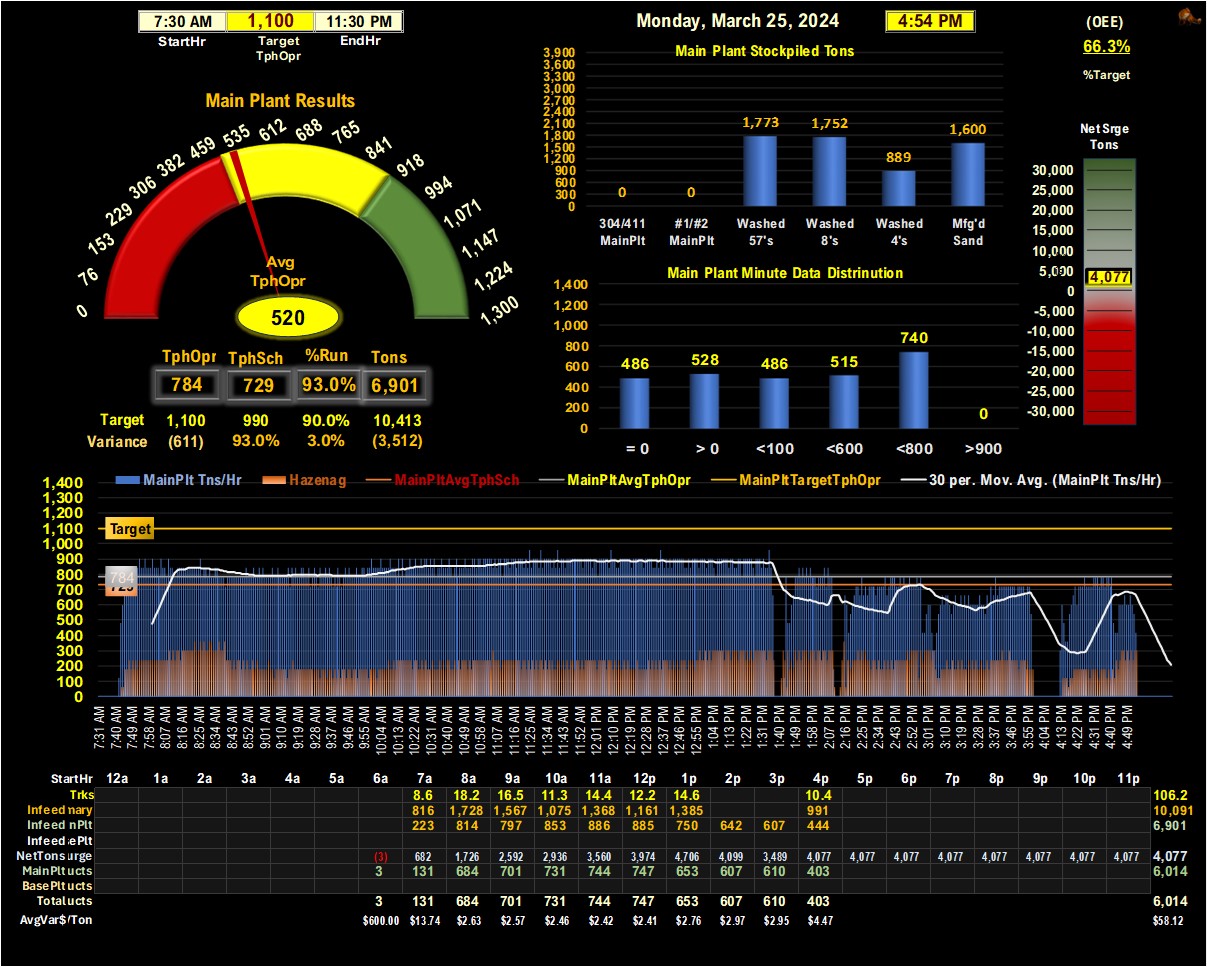 7:30 AM 1,100 11:30 PM
StartHr Target EndHr
TphOpr
Monday, March 25, 2024 4:54 PM
(OEE)
66.3%
%Target
Main Plant Results
0 76 153 229 306 382 459 535 612 688 765 841 918 994 1,071 1,147 1,224 1,300
Avg
TphOpr
520
TphOpr TphSch %Run Tons
784 729 93.0% 6,901
Target 1,100 990 90.0% 10,413
Variance (611) 93.0% 3.0% (3,512)
Main Plant Stockpiled Tons
3,900
3,600
3,300
3,000
2,700
2,400
2,100
1,800
1,500
1,200
900
600
300
0
0 0 1,773 1,752 889 1,600
304/411 #1/#2 Washed Washed Washed Mfg'd
MainPlt MainPlt 57's 8's 4's Sand
Main Plant Minute Data Distrinution
1,400
1,200
1,000
800
600
400
200
0
486 528 486 515 740 0
= 0 > 0 <100 <600 <800 >900
Net Srge
Tons
30,000
25,000
20,000
15,000
10,000
5,000
0
-5,000
-10,000
-15,000
-20,000
-25,000
-30,000
4,077
MainPlt Tns/Hr Hazenag MainPltAvgTphSch MainPltAvgTphOpr MainPltTargetTphOpr 30 per. Mov. Avg. (MainPlt Tns/Hr)
1,400
1,300
1,200
1,100
1,000
900
800
700
600
500
400
300
200
100
0
Target
784
729
7:31 AM 7:40 AM 7:49 AM 7:58 AM 8:07 AM 8:16 AM 8:25 AM 8:34 AM 8:43 AM 8:52 AM 9:01 AM 9:10 AM 9:19 AM 9:28 AM 9:37 AM 9:46 AM 9:55 AM 10:04 AM 10:13 AM 10:22 AM 10:31 AM 10:40 AM 10:49 AM 10:58 AM 11:07 AM 11:16 AM 11:25 AM 11:34 AM 11:43 AM 11:52 AM 12:01 PM 12:10 PM 12:19 PM 12:28 PM 12:37 PM 12:46 PM 12:55 PM 1:04 PM 1:13 PM 1:22 PM 1:31 PM 1:40 PM 1:49 PM 1:58 PM 2:07 PM 2:16 PM 2:25 PM 2:34 PM 2:43 PM 2:52 PM 3:01 PM 3:10 PM 3:19 PM 3:28 PM 3:37 PM 3:46 PM 3:55 PM 4:04 PM 4:13 PM 4:22 PM 4:31 PM 4:40 PM 4:49 PM
StartHr 12a 1a 2a 3a 4a 5a 6a 7a 8a 9a 10a 11a 12p 1p 2p 3p 4p 5p 6p 7p 8p 9p 10p 11p
Trks 8.6 18.2 16.5 11.3 14.4 12.2 14.6 10.4 106.2
Infeed nary 816 1,728 1,567 1,075 1,368 1,161 1,385 991 10,091
Infeed nPlt 223 814 797 853 886 885 750 642 607 444 6,901
Infeed ePlt
NetTons urge (3) 682 1,726 2,592 2,936 3,560 3,974 4,706 4,099 3,489 4,077 4,077 4,077 4,077 4,077 4,077 4,077 4,077 4,077
MainPlt ucts 3 131 684 701 731 744 747 653 607 610 403 6,014
BasePlt ucts
Total ucts 3 131 684 701 731 744 747 653 607 610 403 6,014
AvgVar$/Ton $600.00 $13.74 $2.63 $2.57 $2.46 $2.42 $2.41 $2.76 $2.97 $2.95 $4.47 $58.12